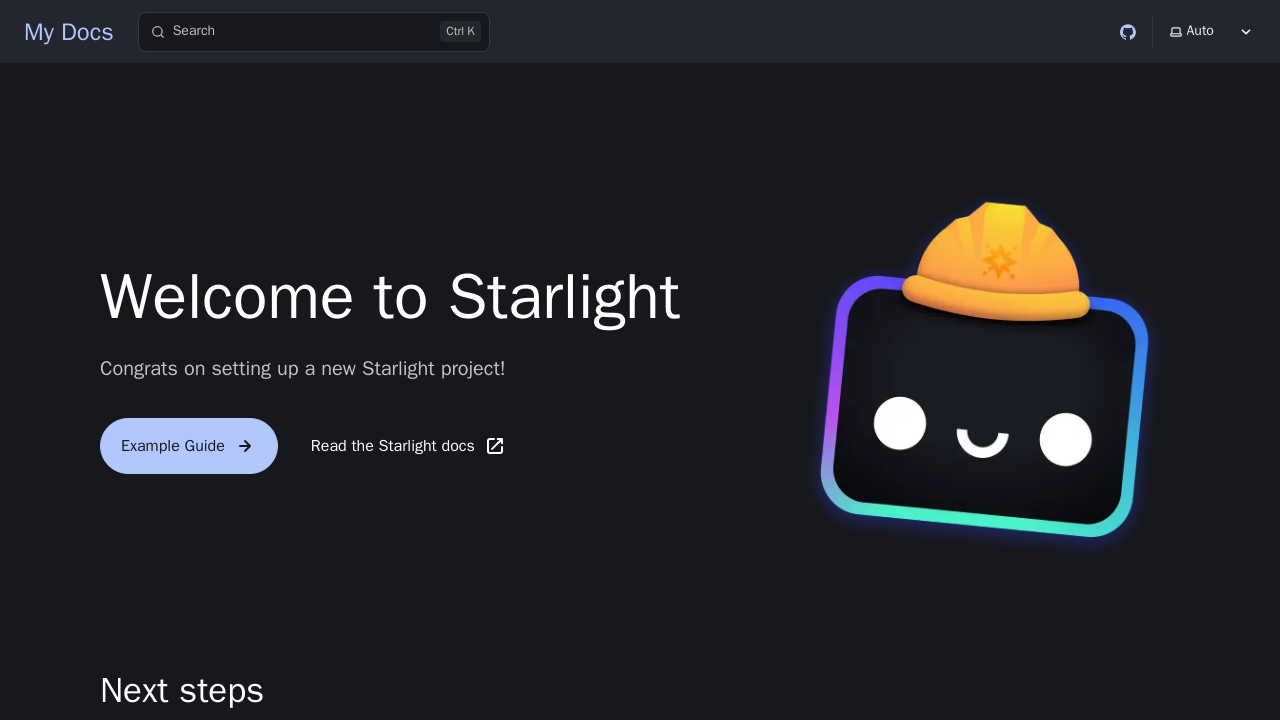 My Docs
Search
Ctrl K
Auto
Welcome to Starlight
Congrats on setting up a new Starlight project!
Example Guide
Read the Starlight docs
Next steps